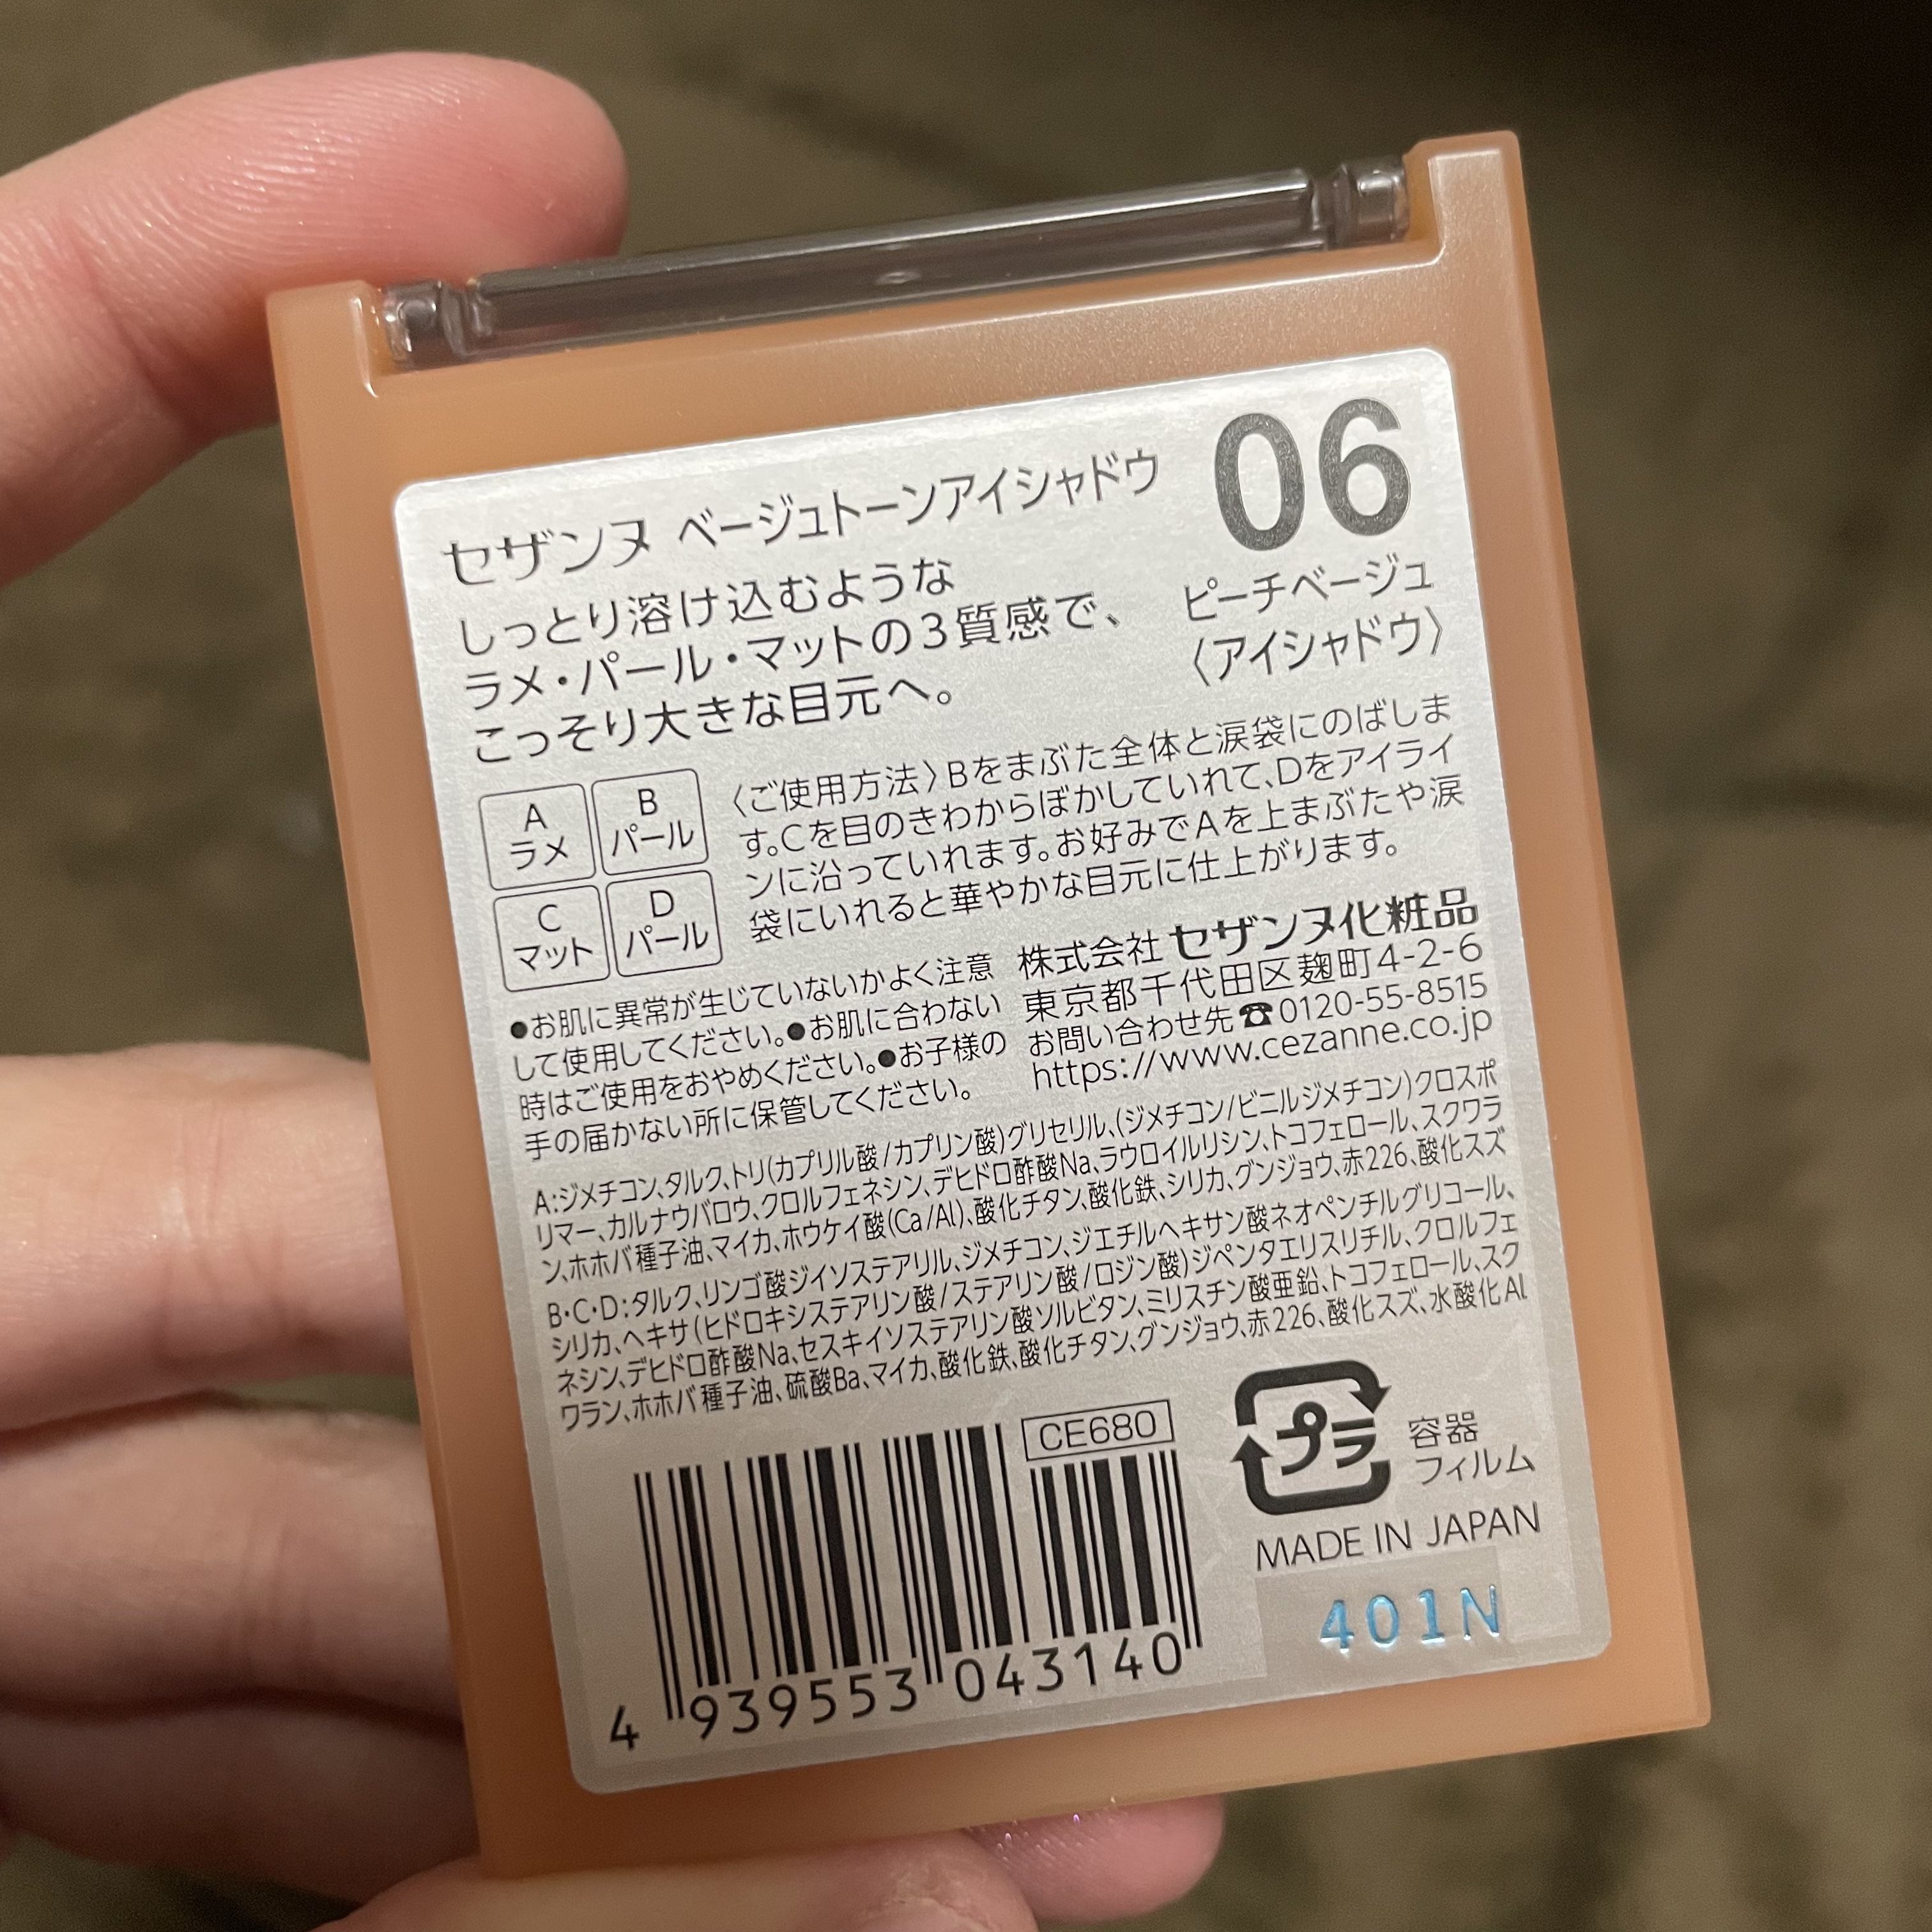 セザンヌ ベージュトーンアイシャドウ
06
ピーチベージュ
〈アイシャドウ〉
しっとり溶け込むような
ラメ・パール・マットの3質感で、
こっそり大きな目元へ。
A
ラメ
B
パール
C
マット
D
パール
〈ご使用方法〉Bをまぶた全体と涙袋にのばしま
す。Cを目のきわからぼかしていれて、Dをアイライ
ンに沿っていれます。お好みでAを上まぶたや涙
袋にいれると華やかな目元に仕上がります。
●お肌に異常が生じていないかよく注意
して使用してください。●お肌に合わない
時はご使用をおやめください。●お子様の
手の届かない所に保管してください。
株式会社 セザンヌ化粧品
東京都千代田区麹町4-2-6
お問い合わせ先☎0120-55-8515
https://www.cezanne.co.jp
A:ジメチコン、タルク、トリ(カプリル酸/カプリン酸)グリセリル、(ジメチコン/ビニルジメチコン)クロスポ
リマー、カルナウバロウ、クロルフェネシン、デヒドロ酢酸Na、ラウロイルリシン、トコフェロール、スクワラ
ン、ホホバ種子油、マイカ、ホウケイ酸(Ca/Al)、酸化チタン、酸化鉄、シリカ、グンジョウ、赤226、酸化スズ
B・C・D:タルク、リンゴ酸ジイソステアリル、ジメチコン、ジエチルヘキサン酸ネオペンチルグリコール、
シリカ、ヘキサ(ヒドロキシステアリン酸/ステアリン酸/ロジン酸)ジペンタエリスリチル、クロルフェ
ネシン、デヒドロ酢酸Na、セスキイソステアリン酸ソルビタン、ミリスチン酸亜鉛、トコフェロール、スク
ワラン、ホホバ種子油、硫酸Ba、マイカ、酸化鉄、酸化チタン、グンジョウ、赤226、酸化スズ、水酸化Al
CE680
4 939553 043140
プラ
容器
フィルム
MADE IN JAPAN
401N